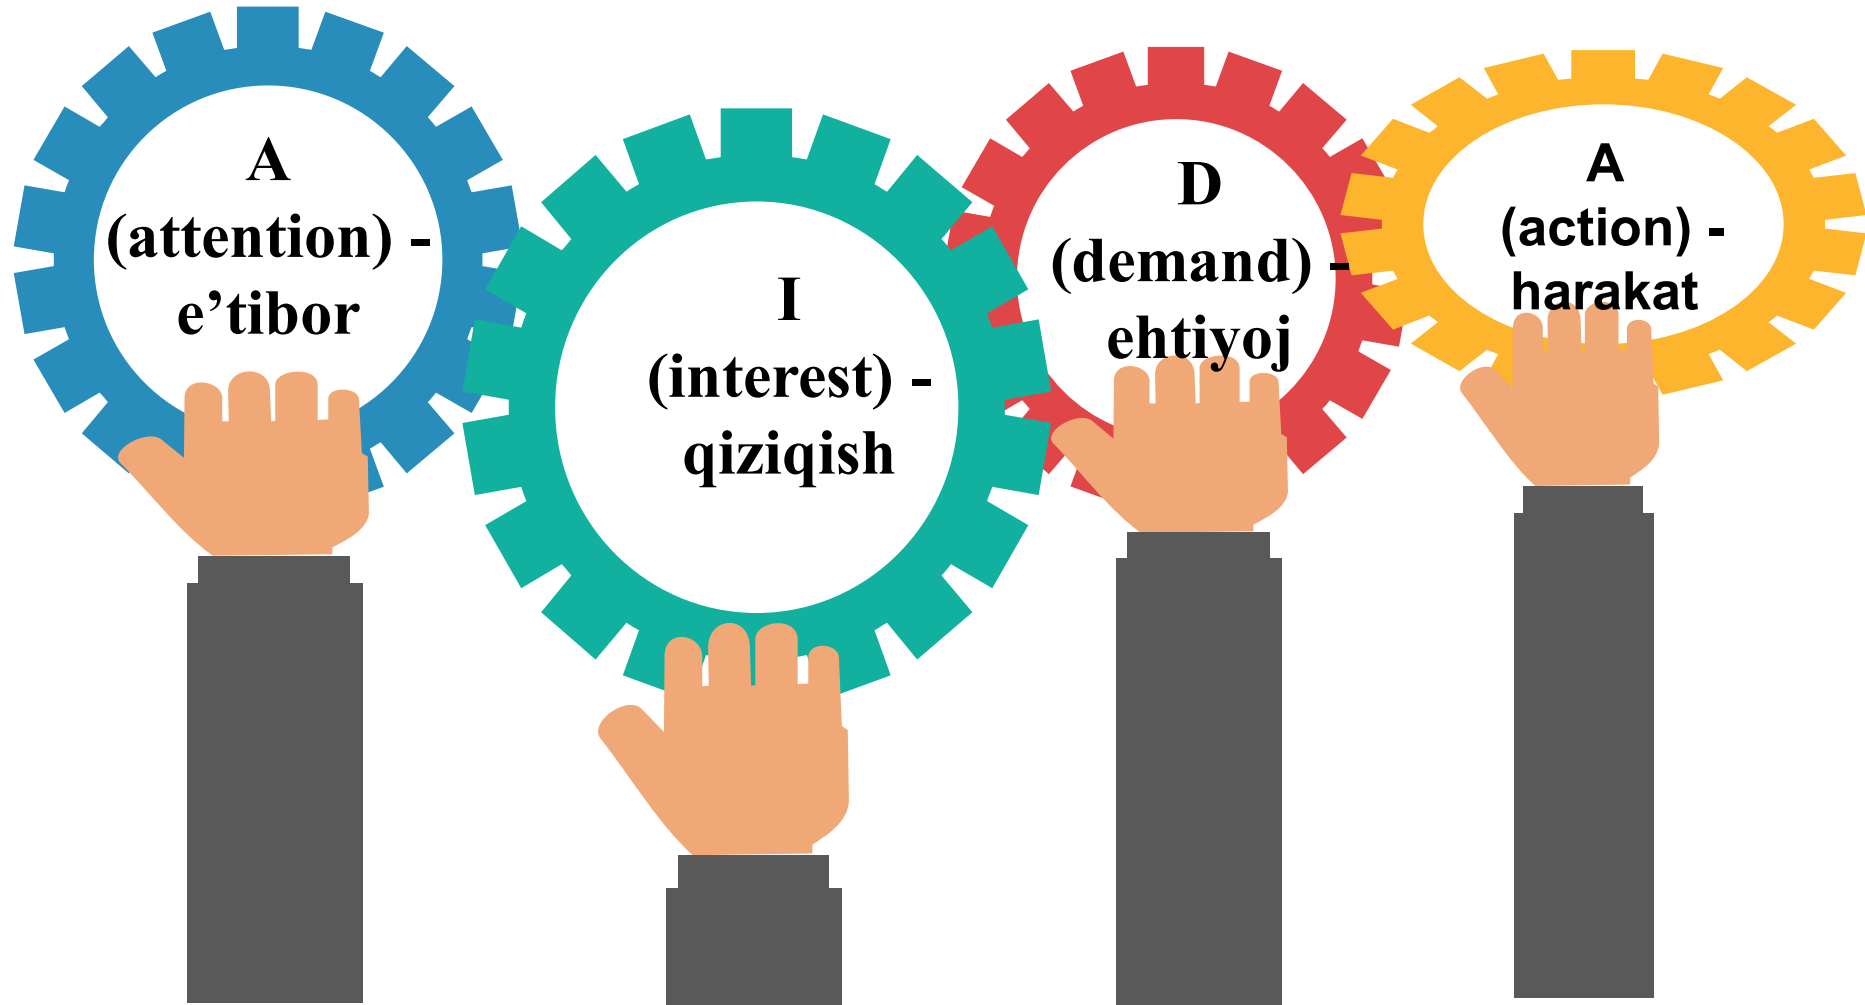 A
(attention) -
e’tibor
I
(interest) -
qiziqish
D
(demand) -
ehtiyoj
A
(action) -
harakat